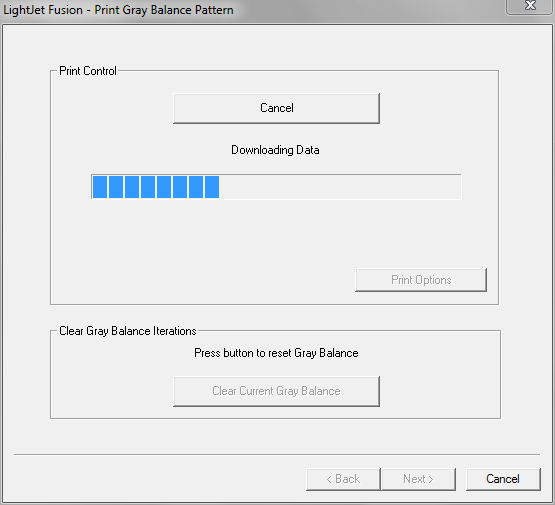 LightJet Fusion - Print Gray Balance Pattern
Print Control
Cancel
Downloading Data
Print Options
Clear Gray Balance Iterations
Press button to reset Gray Balance
Clear Current Gray Balance
< Back Next > Cancel